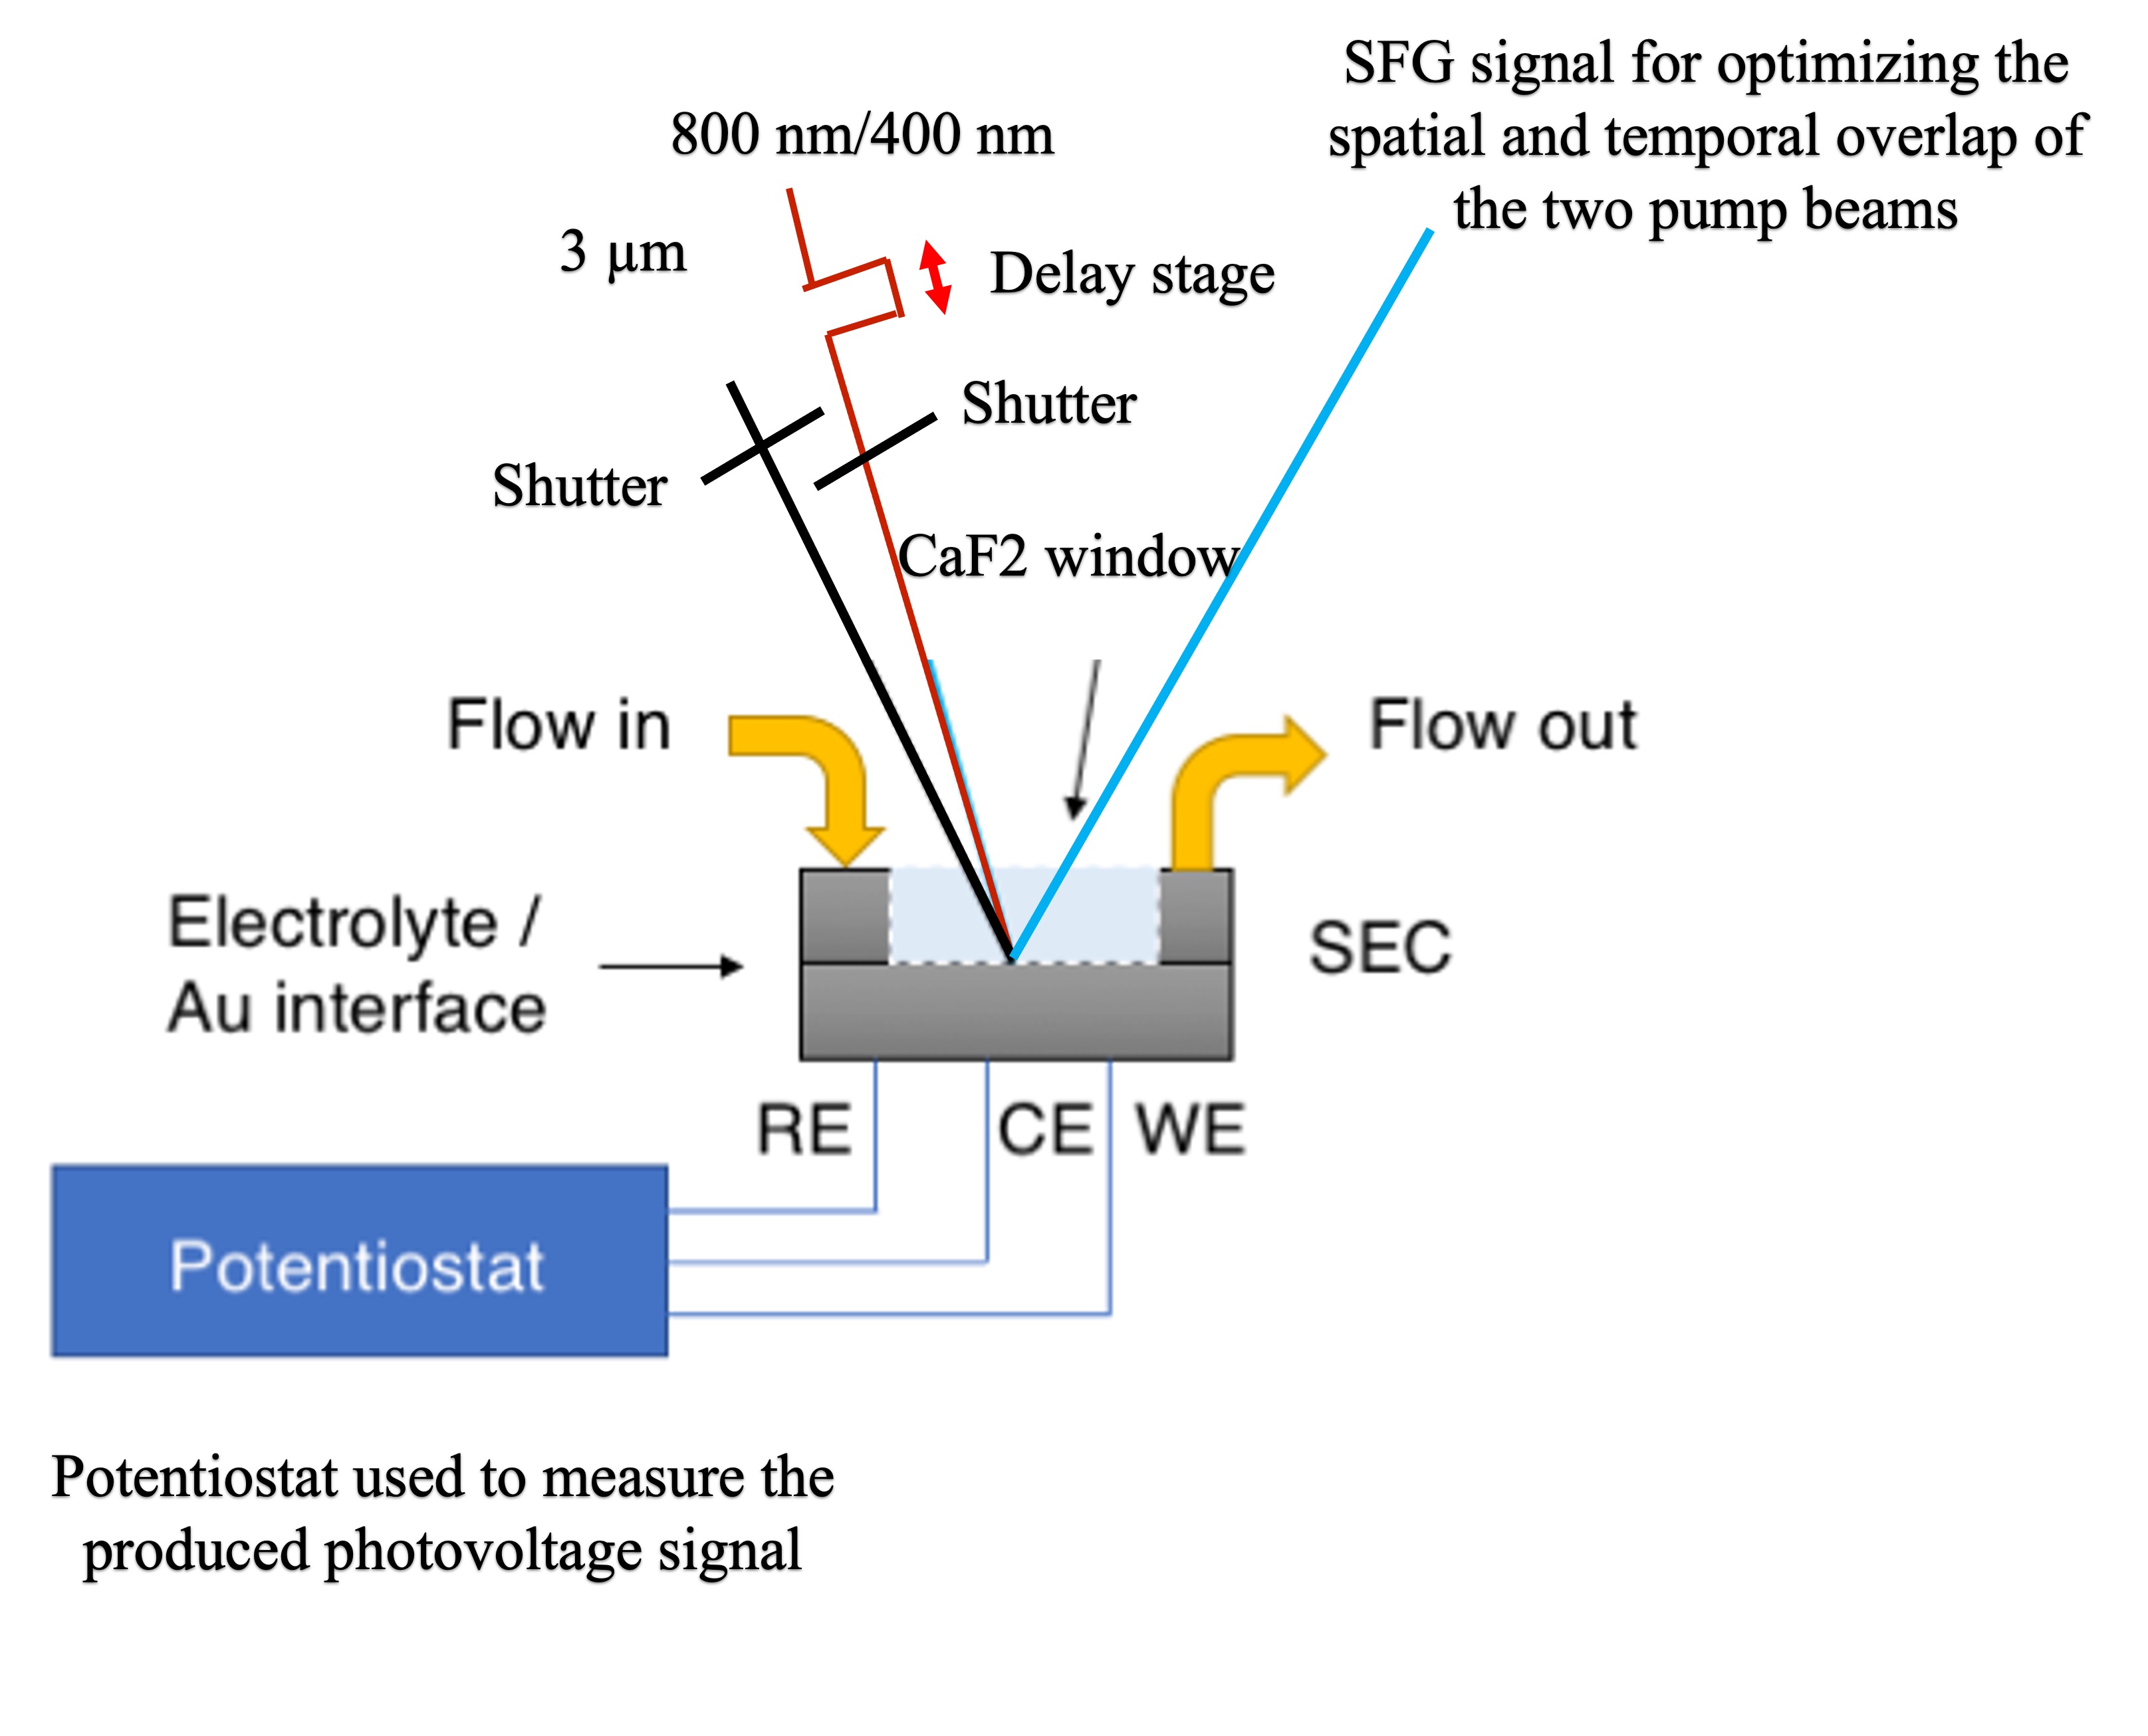 SFG signal for optimizing the
spatial and temporal overlap of
the two pump beams
800 nm/400 nm
3 μm
Delay stage
Shutter
Shutter
CaF2 window
Flow in
Flow out
Electrolyte /
Au interface
SEC
RE
CE
WE
Potentiostat
Potentiostat used to measure the
produced photovoltage signal